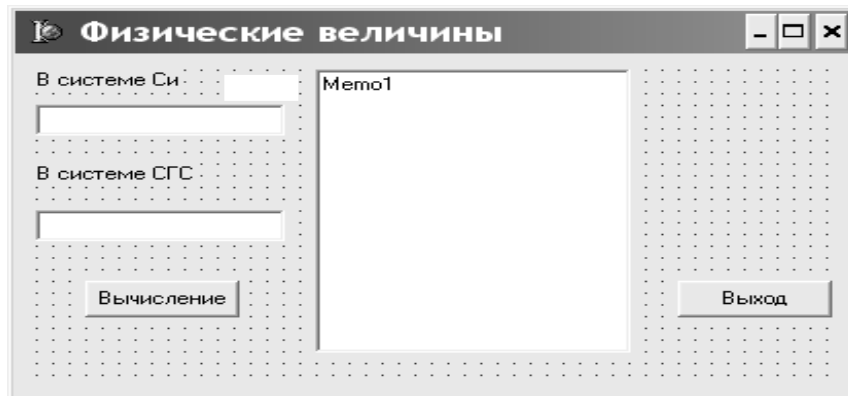 Физические величины
В системе Си
Memo1
В системе СГС
Вычисление
Выход